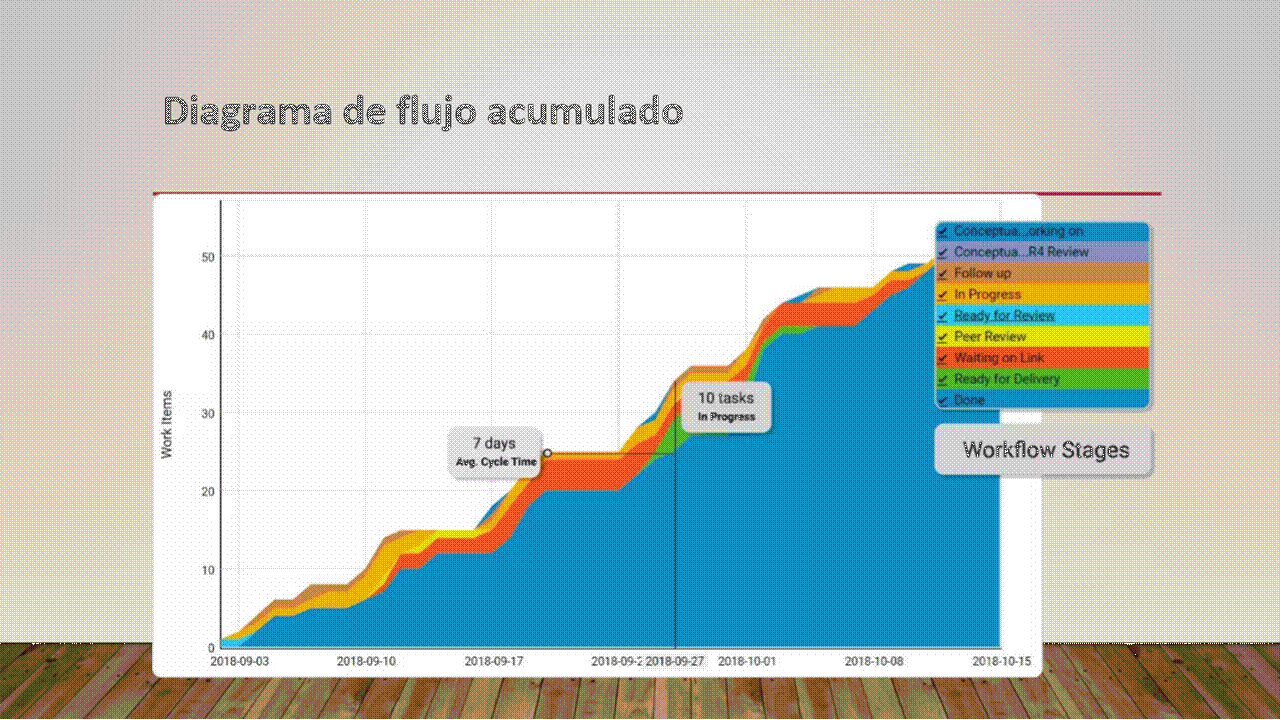 Diagrama de flujo acumulado
Conceptua...orking on
Conceptua...R4 Review
Follow up
In Progress
Ready for Review
Peer Review
Waiting on Link
Ready for Delivery
Done
Workflow Stages
Work Items
50
40
30
20
10
0
10 tasks
In Progress
7 days
Avg. Cycle Time
2018-09-03 2018-09-10 2018-09-17 2018-09-2 2018-09-27 2018-10-01 2018-10-08 2018-10-15